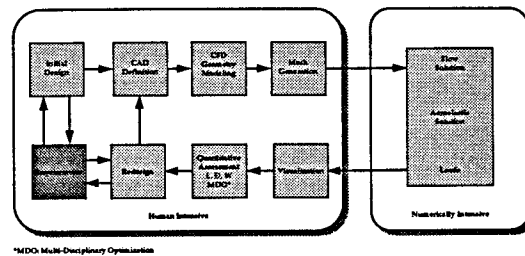 Initial
Design
CAD
Definition
CFD
Geometry
Modeling
Mesh
Generation
Flow
Solution
Aeroelastic
Solution
Loads
Redesign
Quantitative
Assessment
L, D, W
MDO*
Visualization
Human Intensive
Numerically Intensive
*MDO: Multi-Disciplinary Optimization